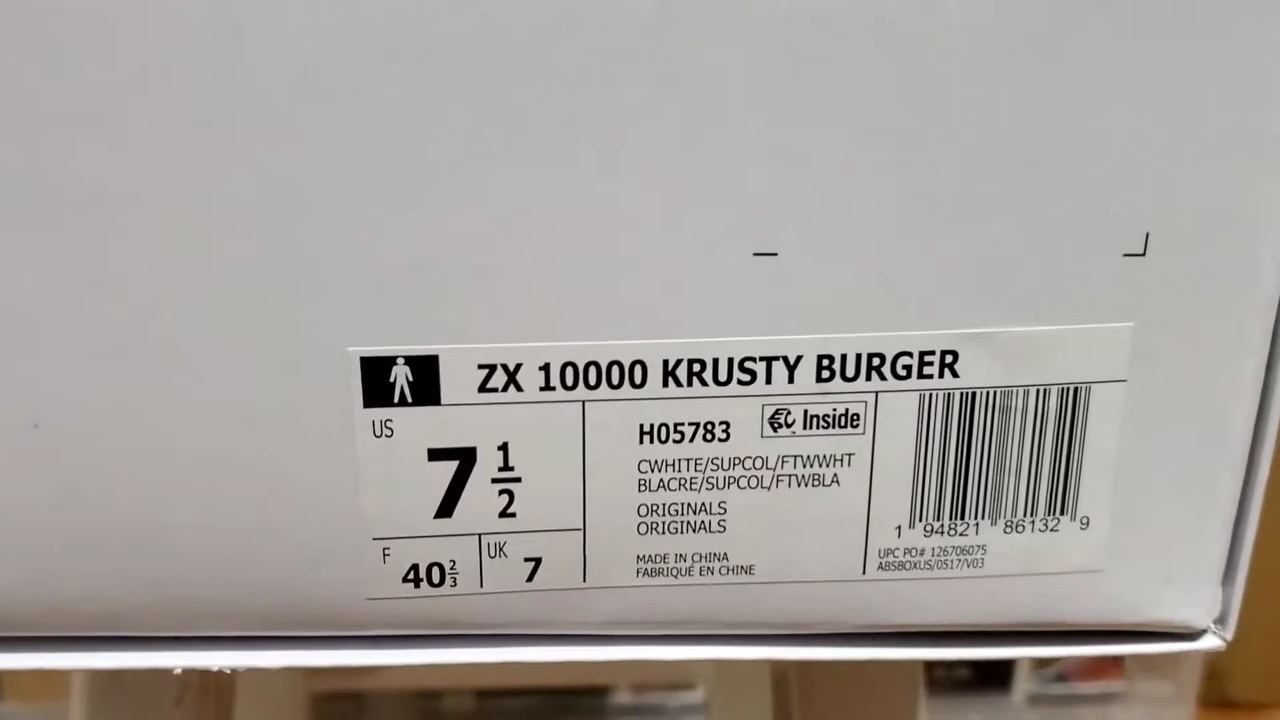 ZX 10000 KRUSTY BURGER
US
7 1/2
F
40 2/3
UK
7
H05783
Inside
CWHITE/SUPCOL/FTWWHT
BLACRE/SUPCOL/FTWBLA
ORIGINALS
ORIGINALS
MADE IN CHINA
FABRIQUÉ EN CHINE
1 94821 86132 9
UPC PO# 126706075
ABSBOXUS/0517/V03